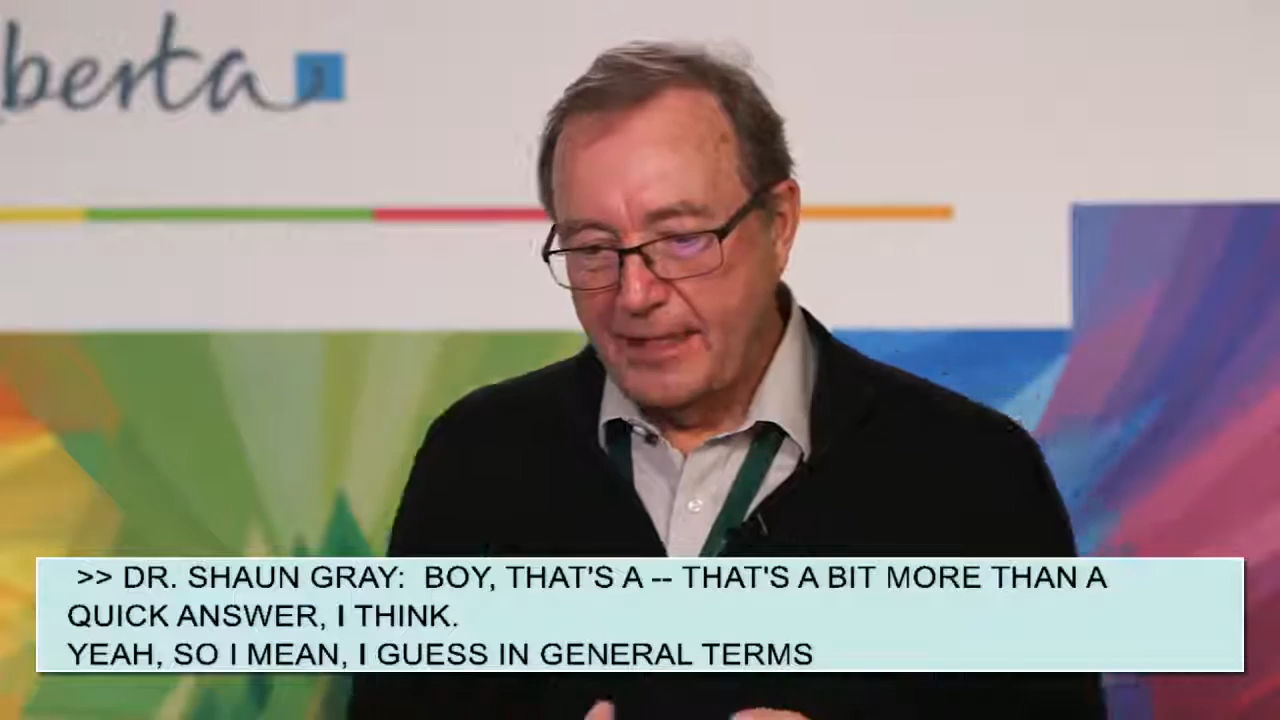 berta
>> DR. SHAUN GRAY:  BOY, THAT'S A -- THAT'S A BIT MORE THAN A
QUICK ANSWER, I THINK.
YEAH, SO I MEAN, I GUESS IN GENERAL TERMS